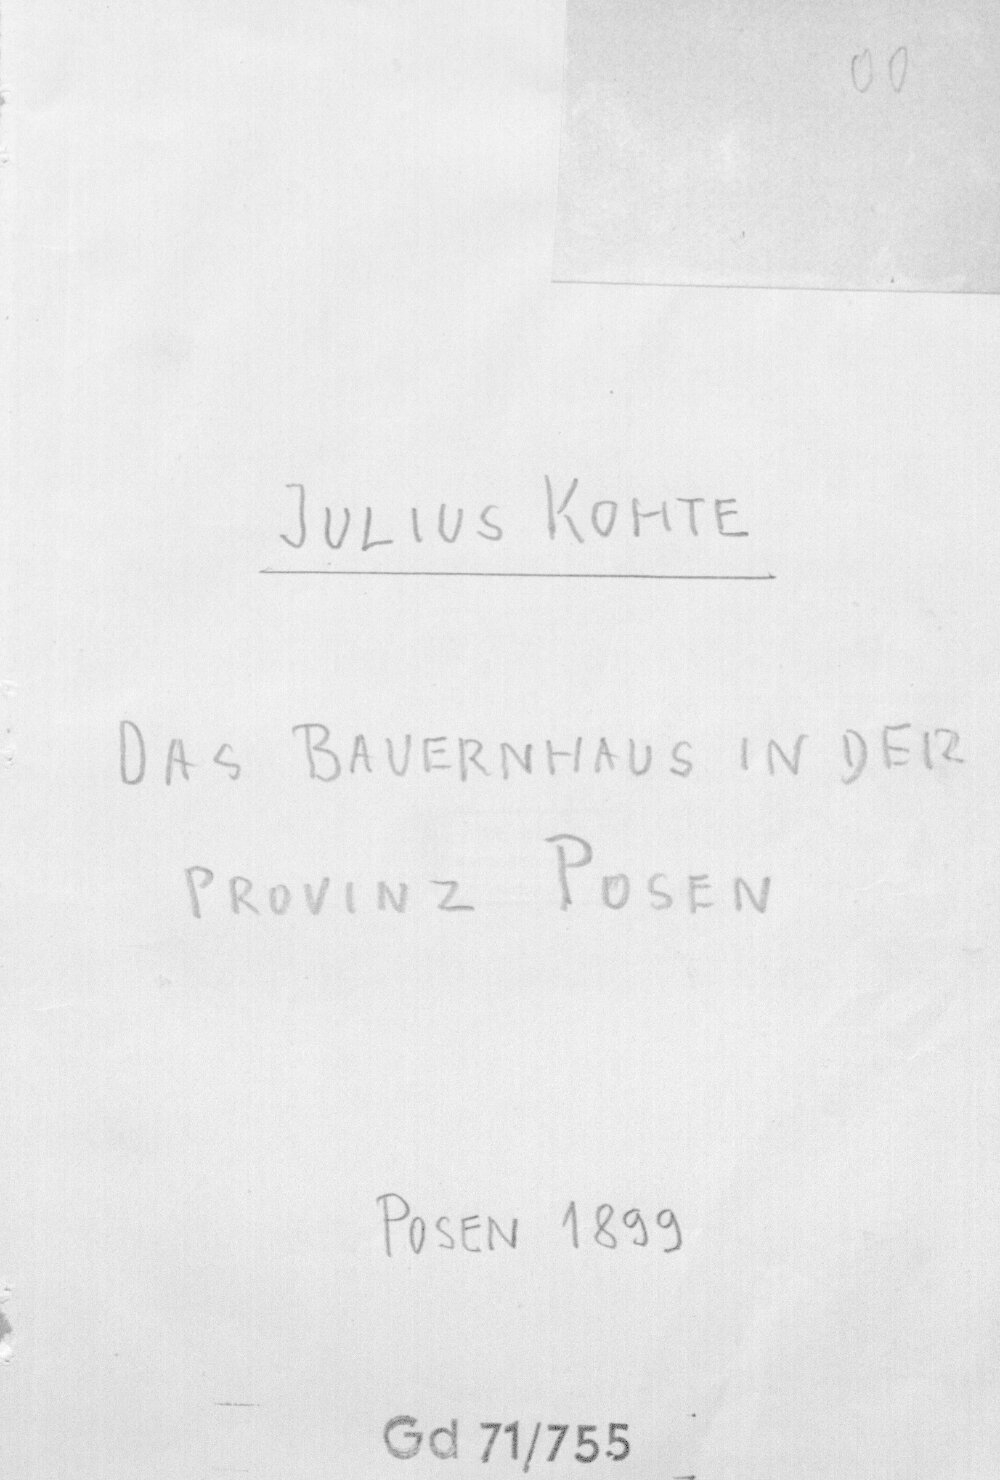 00
JULIUS KOHTE
DAS BAUERNHAUS IN DER
PROVINZ POSEN
POSEN 1899
Gd 71/755